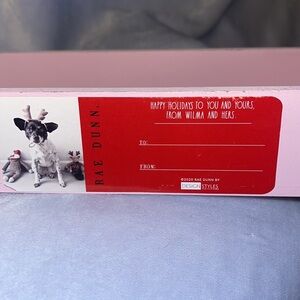 RAE DUNN.
HAPPY HOLIDAYS TO YOU AND YOURS,
FROM WILMA AND HERS.
TO:
FROM:
©2020 RAE DUNN BY
DESIGN STYLES